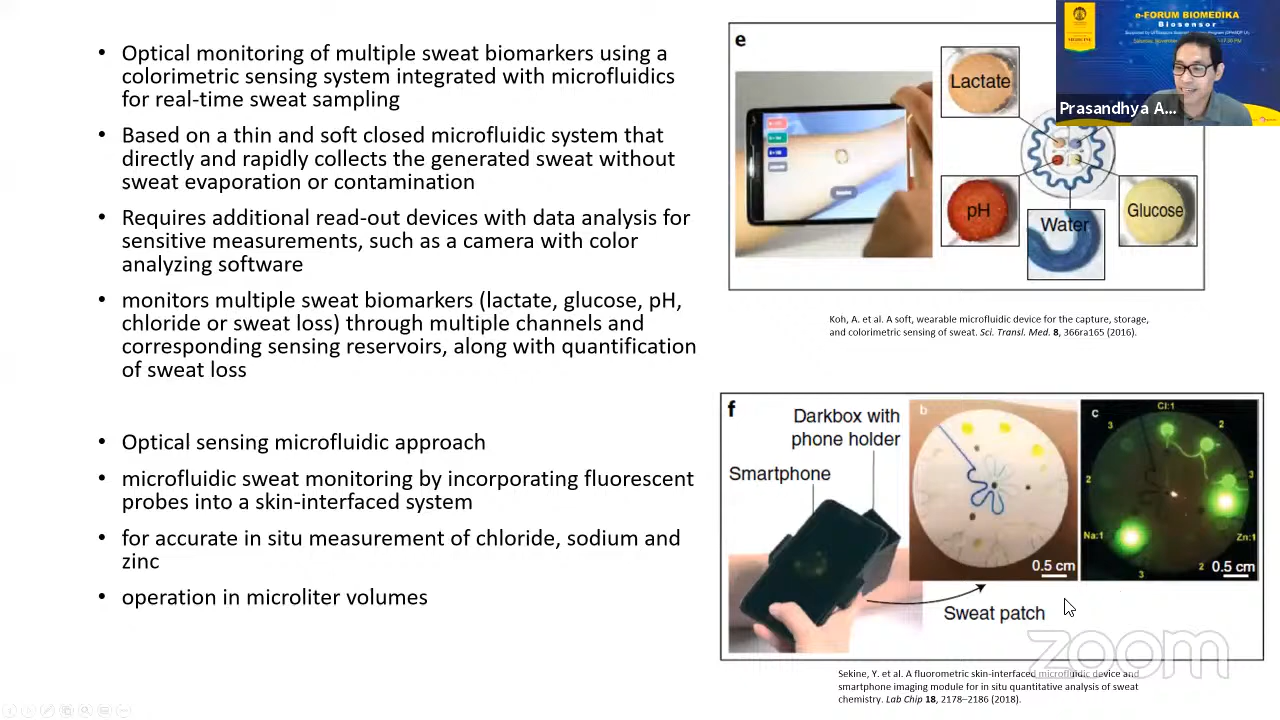 • Optical monitoring of multiple sweat biomarkers using a
colorimetric sensing system integrated with microfluidics
for real-time sweat sampling
• Based on a thin and soft closed microfluidic system that
directly and rapidly collects the generated sweat without
sweat evaporation or contamination
• Requires additional read-out devices with data analysis for
sensitive measurements, such as a camera with color
analyzing software
• monitors multiple sweat biomarkers (lactate, glucose, pH,
chloride or sweat loss) through multiple channels and
corresponding sensing reservoirs, along with quantification
of sweat loss
• Optical sensing microfluidic approach
• microfluidic sweat monitoring by incorporating fluorescent
probes into a skin-interfaced system
• for accurate in situ measurement of chloride, sodium and
zinc
• operation in microliter volumes
e
Lactate
pH
Water
Glucose
Koh, A. et al. A soft, wearable microfluidic device for the capture, storage,
and colorimetric sensing of sweat. Sci. Transl. Med. 8, 366ra165 (2016).
f
Darkbox with
phone holder
Smartphone
b
0.5 cm
c
Cl:1
2
3
3
2
Na:1
Zn:1
3
2
0.5 cm
Sweat patch
Sekine, Y. et al. A fluorometric skin-interfaced microfluidic device and
smartphone imaging module for in situ quantitative analysis of sweat
chemistry. Lab Chip 18, 2178–2186 (2018).
e-FORUM BIOMEDIKA
Biosensor
Prasandhya A...
zoom